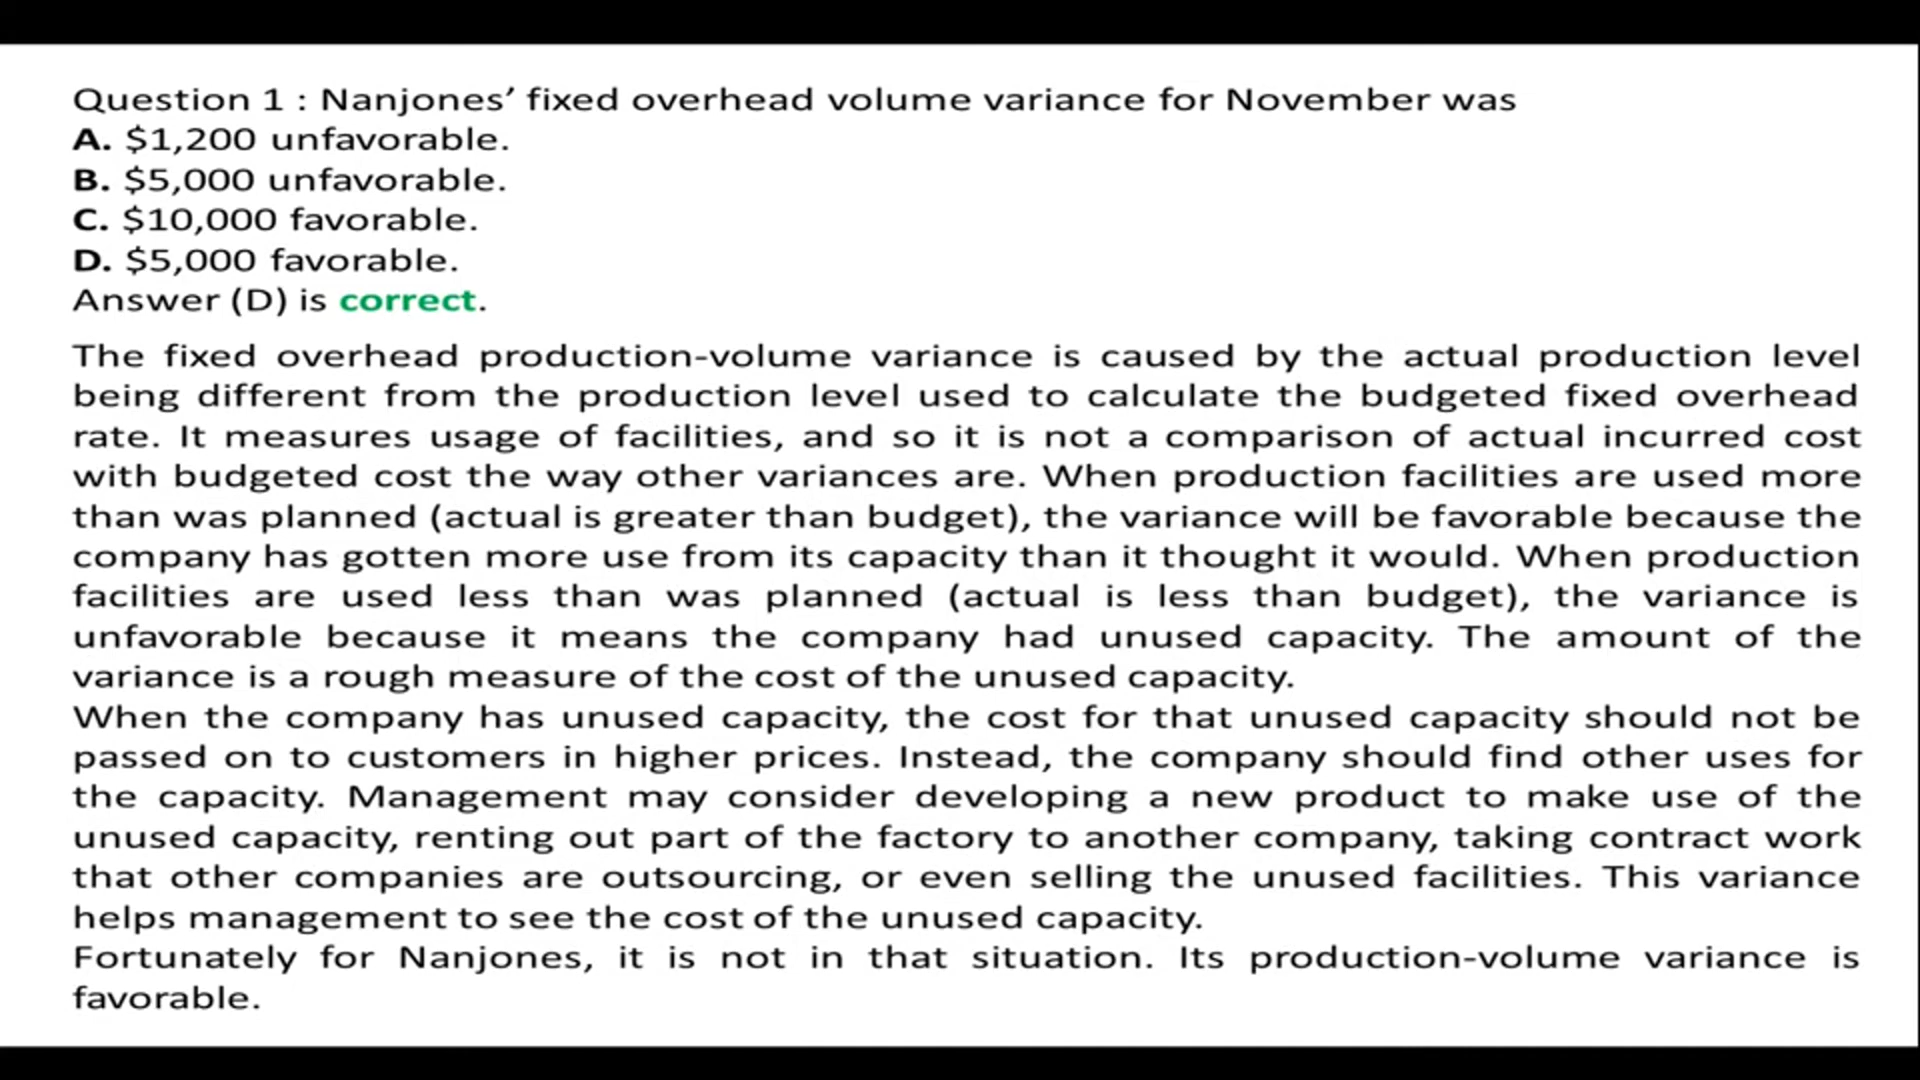 Question 1 : Nanjones’ fixed overhead volume variance for November was
A. $1,200 unfavorable.
B. $5,000 unfavorable.
C. $10,000 favorable.
D. $5,000 favorable.
Answer (D) is correct.
The fixed overhead production-volume variance is caused by the actual production level
being different from the production level used to calculate the budgeted fixed overhead
rate. It measures usage of facilities, and so it is not a comparison of actual incurred cost
with budgeted cost the way other variances are. When production facilities are used more
than was planned (actual is greater than budget), the variance will be favorable because the
company has gotten more use from its capacity than it thought it would. When production
facilities are used less than was planned (actual is less than budget), the variance is
unfavorable because it means the company had unused capacity. The amount of the
variance is a rough measure of the cost of the unused capacity.
When the company has unused capacity, the cost for that unused capacity should not be
passed on to customers in higher prices. Instead, the company should find other uses for
the capacity. Management may consider developing a new product to make use of the
unused capacity, renting out part of the factory to another company, taking contract work
that other companies are outsourcing, or even selling the unused facilities. This variance
helps management to see the cost of the unused capacity.
Fortunately for Nanjones, it is not in that situation. Its production-volume variance is
favorable.